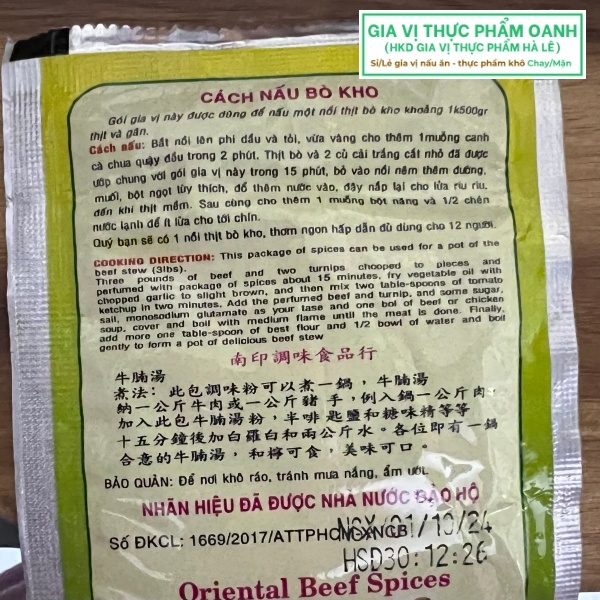 GIA VỊ THỰC PHẨM OANH
(HKD GIA VỊ THỰC PHẨM HÀ LÊ)
Sỉ/Lẻ gia vị nấu ăn - thực phẩm khô Chay/Mặn
CÁCH NẤU BÒ KHO
Gói gia vị này được dùng để nấu một nồi thịt bò kho khoảng 1k500gr
thịt và gân.
Cách nấu: Bắt nồi lên phi dầu và tỏi, vừa vàng cho thêm 1muỗng canh
cà chua quậy đều trong 2 phút. Thịt bò và 2 củ cải trắng cắt nhỏ đã được
ướp chung với gói gia vị này trong 15 phút, bỏ vào nồi nêm thêm đường,
muối, bột ngọt tùy thích, đổ thêm nước vào, đậy nắp lại cho lửa riu riu,
đến khi thịt mềm. Sau cùng cho thêm 1 muỗng bột năng và 1/2 chén
nước lạnh để ít lửa cho tới chín.
Quý bạn sẽ có 1 nồi thịt bò kho, thơm ngon hấp dẫn đủ dùng cho 12 người.
COOKING DIRECTION: This package of spices can be used for a pot of the
beef stew (3lbs).
Three pounds of beef and two turnips chooped to pieces and
perfumed with package of spices about 15 minutes, fry vegetable oil with
chopped garlic to slight brown, and then mix two table-spoons of tomato
ketchup in two minutes. Add the perfumed beef and turnip, and some sugar,
sail, monosodium glutamate as your tase and one bol of beef or chicken
soup, cover and boil with medium flame until the meat is done. Finally,
add more one table-spoon of best flour and 1/2 bowl of water and boil
gently to form a pot of delicious beef stew
南印調味食品行
牛腩湯
煮法: 此包調味粉可以煮一鍋, 牛腩湯
納一公斤牛肉或一公斤豬手, 例入鍋一公斤肉,
加入此包牛腩湯粉, 半啡匙鹽和糖味精等等
十五分鐘後加白羅白和兩公斤水。各位即有一鍋
合意的牛腩湯, 和檸可食, 美味可口。
BẢO QUẢN: Để nơi khô ráo, tránh mưa nắng, ẩm ướt.
NHÃN HIỆU ĐÃ ĐƯỢC NHÀ NƯỚC BẢO HỘ
Số ĐKCL: 1669/2017/ATTPHCMXNCB
NSX/01/10/24
HSD30:12:26
Oriental Beef Spices